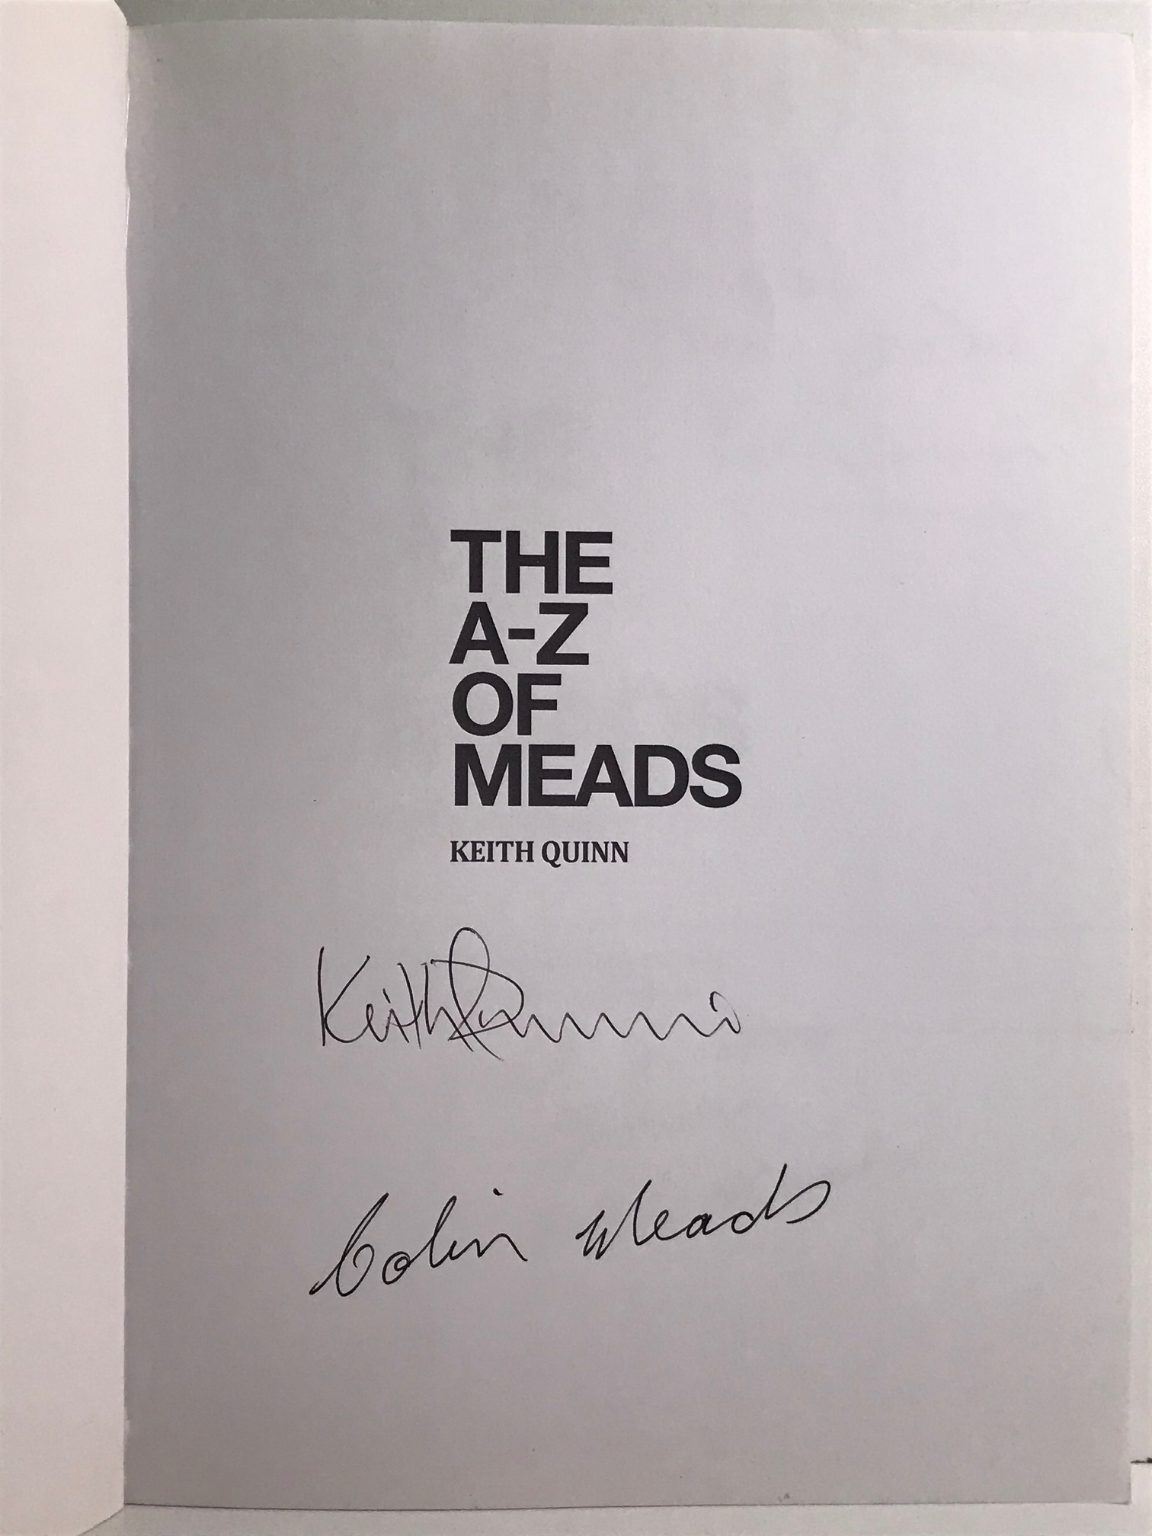 THE
A-Z
OF
MEADS
KEITH QUINN
Keith Quinn
Colin Meads